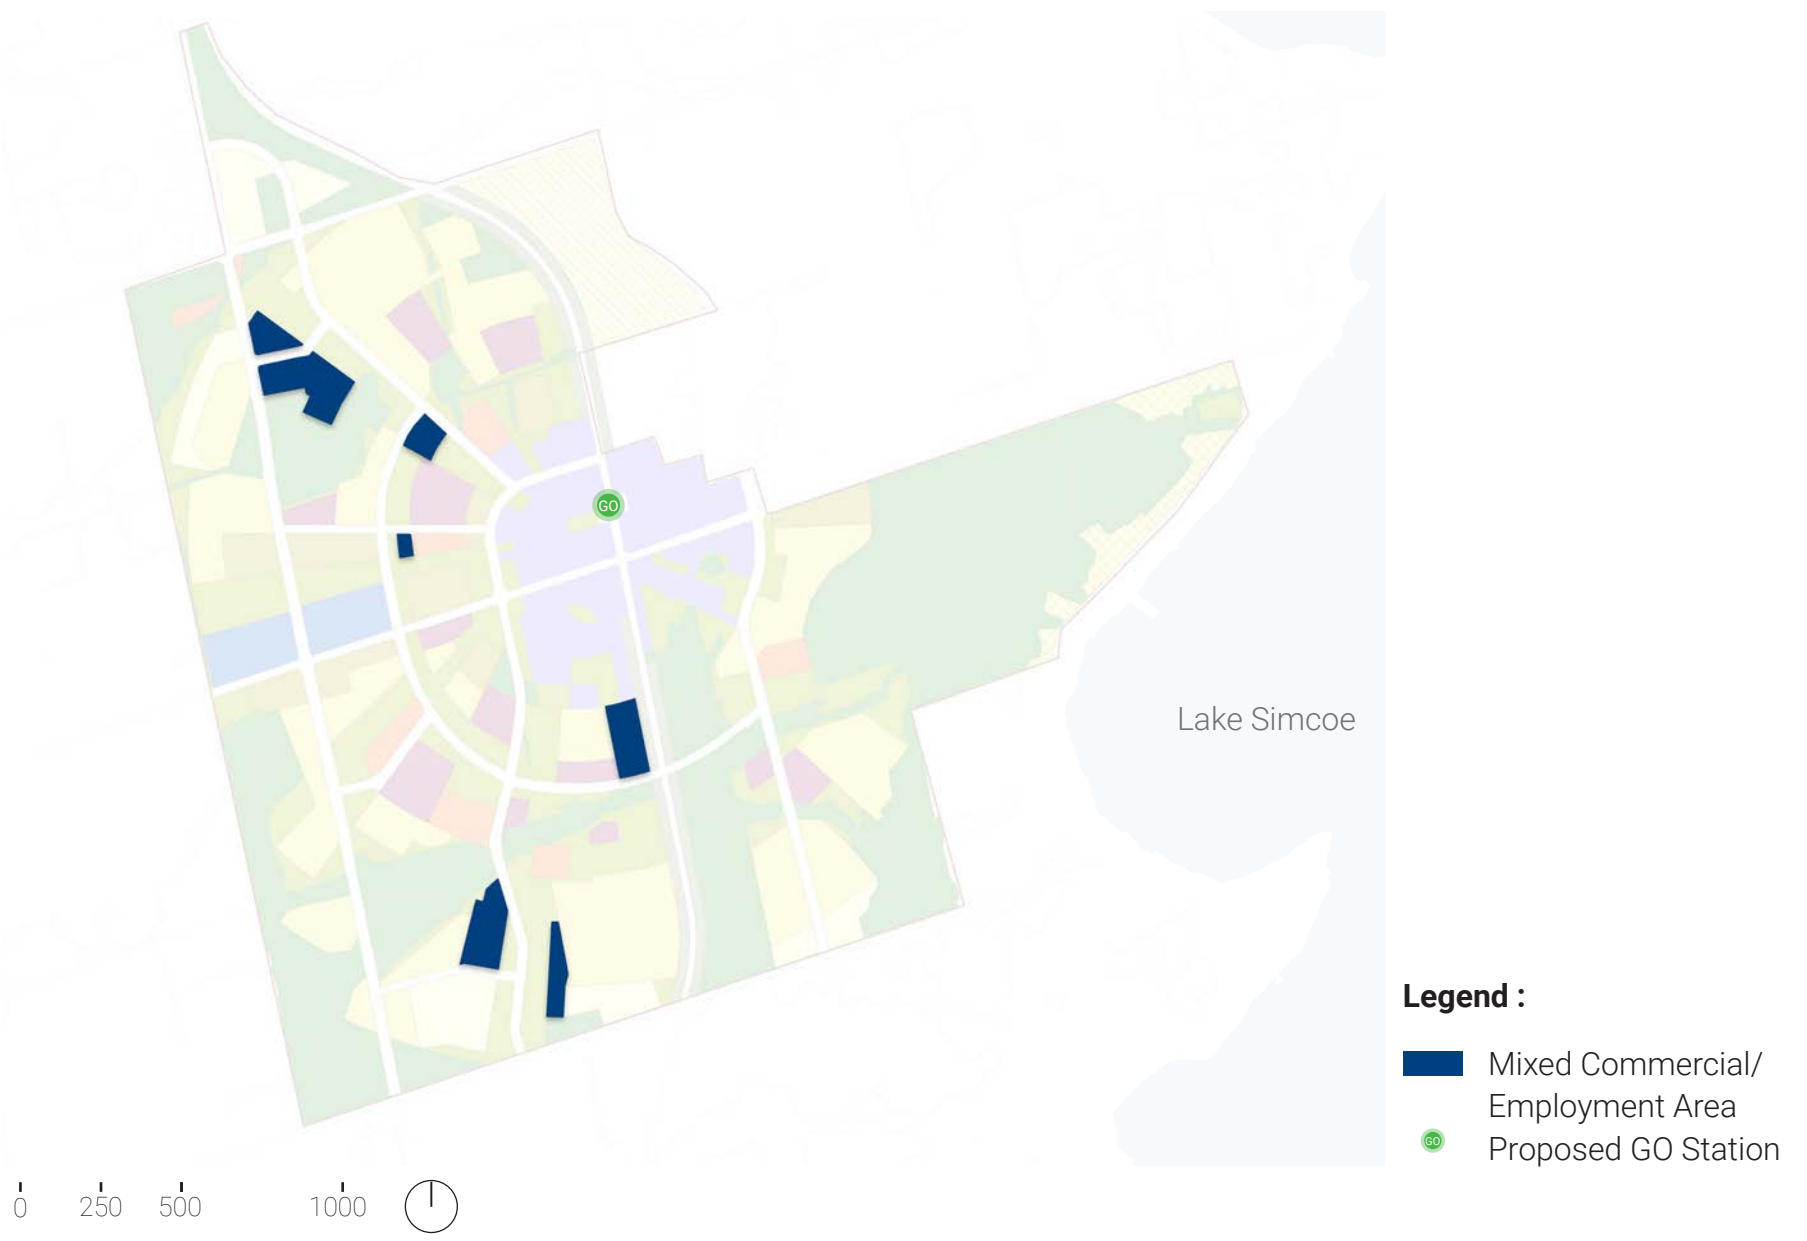 GO
Lake Simcoe
Legend :
Mixed Commercial/
Employment Area
GO
Proposed GO Station
0 250 500 1000